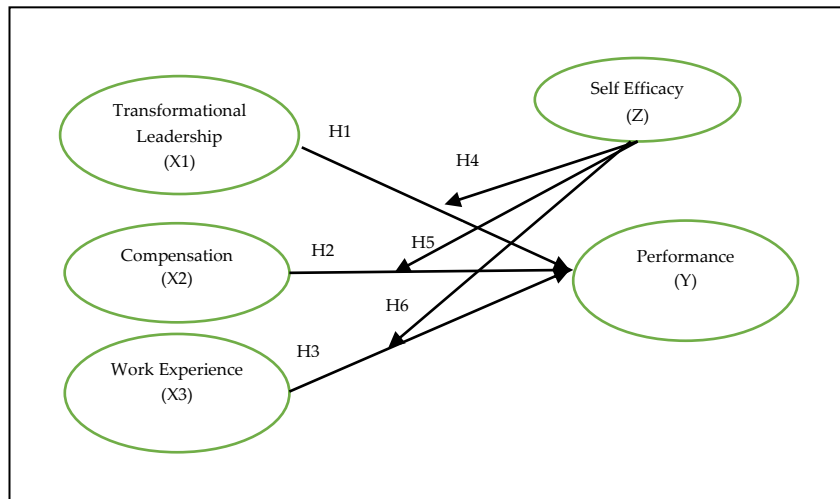 Transformational
Leadership
(X1)
H1
Self Efficacy
(Z)
H4
Compensation
(X2)
H2
H5
Performance
(Y)
H6
Work Experience
(X3)
H3